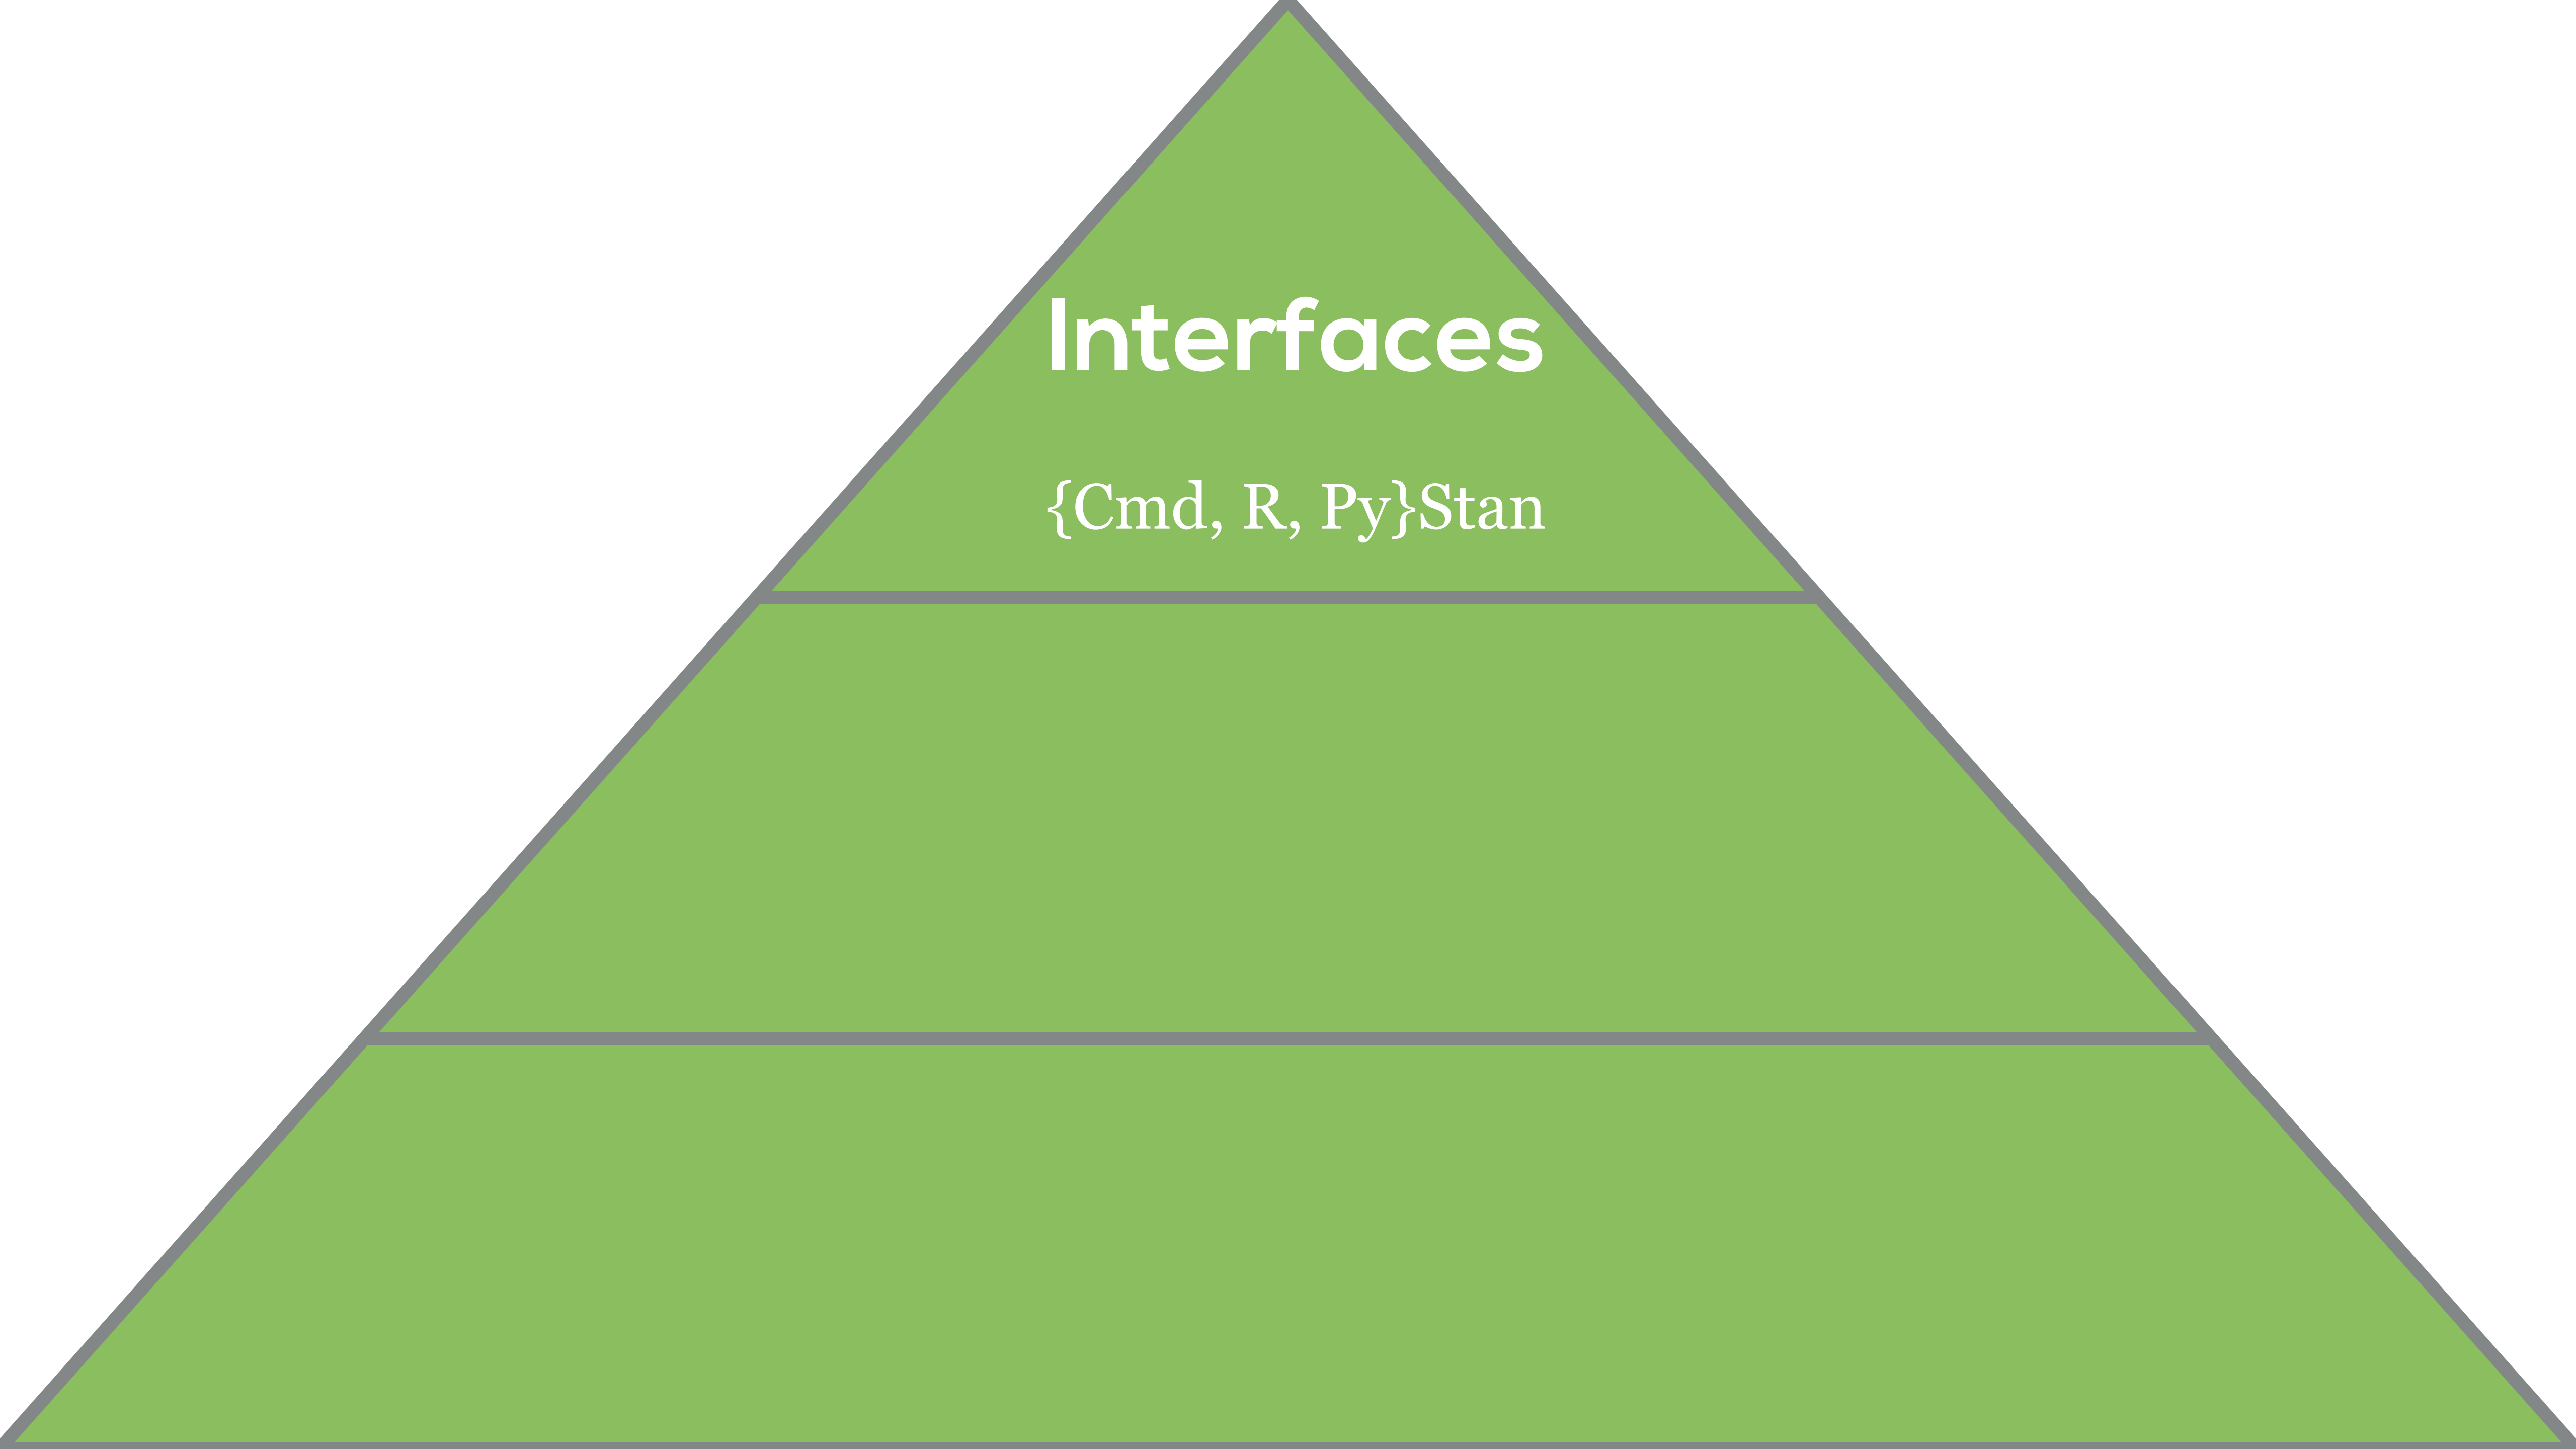 Interfaces
{Cmd, R, Py}Stan